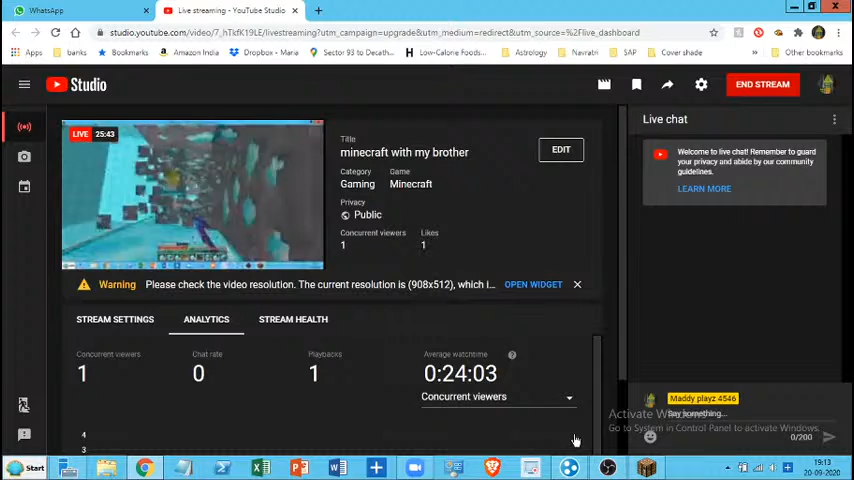 WhatsApp
Live streaming - YouTube Studio
studio.youtube.com/video/7_hTicfK19LE/livestreaming?utm_campaign=upgrade&utm_medium=redirect&utm_source=%2Flive_dashboard
Apps banks Bookmarks Amazon India Dropbox - Maria Sector 93 to Decath... Low-Calorie Foods... Astrology Navratri SAP Cover shade Other bookmarks
Studio
END STREAM
LIVE 25:43
Title
minecraft with my brother
EDIT
Category Game
Gaming Minecraft
Privacy
Public
Concurrent viewers Likes
1 1
Warning Please check the video resolution. The current resolution is (908x512), which i... OPEN WIDGET
STREAM SETTINGS ANALYTICS STREAM HEALTH
Concurrent viewers Chat rate Playbacks Average watchtime
1 0 1 0:24:03
Concurrent viewers
4
3
Live chat
Welcome to live chat! Remember to guard
your privacy and abide by our community
guidelines.
LEARN MORE
Maddy playz 4546
Say something...
0/200
Activate Windows
Go to System in Control Panel to activate Windows.
Start
19:13
20-09-2020